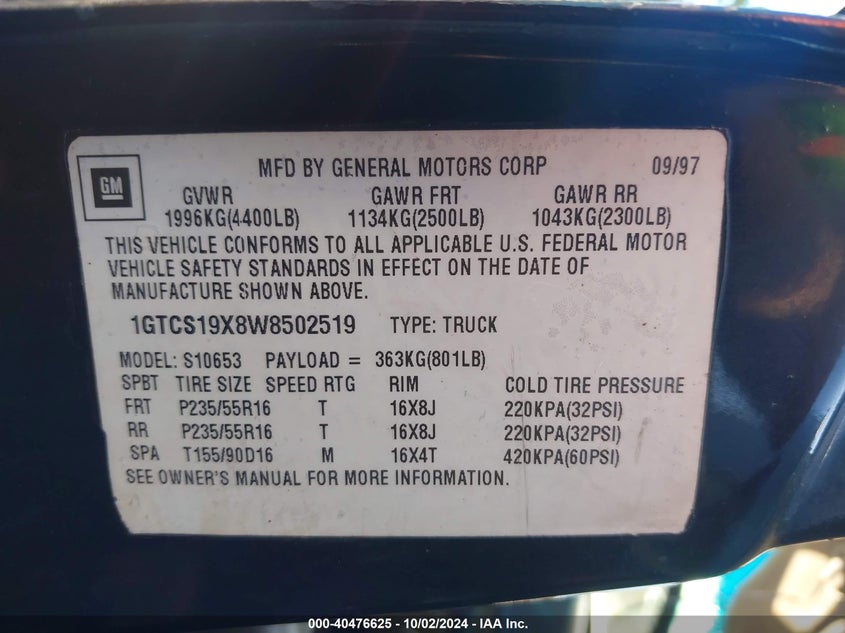 MFD BY GENERAL MOTORS CORP 09/97
GM
GVWR GAWR FRT GAWR RR
1996KG(4400LB) 1134KG(2500LB) 1043KG(2300LB)
THIS VEHICLE CONFORMS TO ALL APPLICABLE U.S. FEDERAL MOTOR
VEHICLE SAFETY STANDARDS IN EFFECT ON THE DATE OF
MANUFACTURE SHOWN ABOVE.
1GTCS19X8W8502519 TYPE: TRUCK
MODEL: S10653 PAYLOAD = 363KG(801LB)
SPBT TIRE SIZE SPEED RTG RIM COLD TIRE PRESSURE
FRT P235/55R16 T 16X8J 220KPA(32PSI)
RR P235/55R16 T 16X8J 220KPA(32PSI)
SPA T155/90D16 M 16X4T 420KPA(60PSI)
SEE OWNER'S MANUAL FOR MORE INFORMATION.
000-40476625 - 10/02/2024 - IAA Inc.